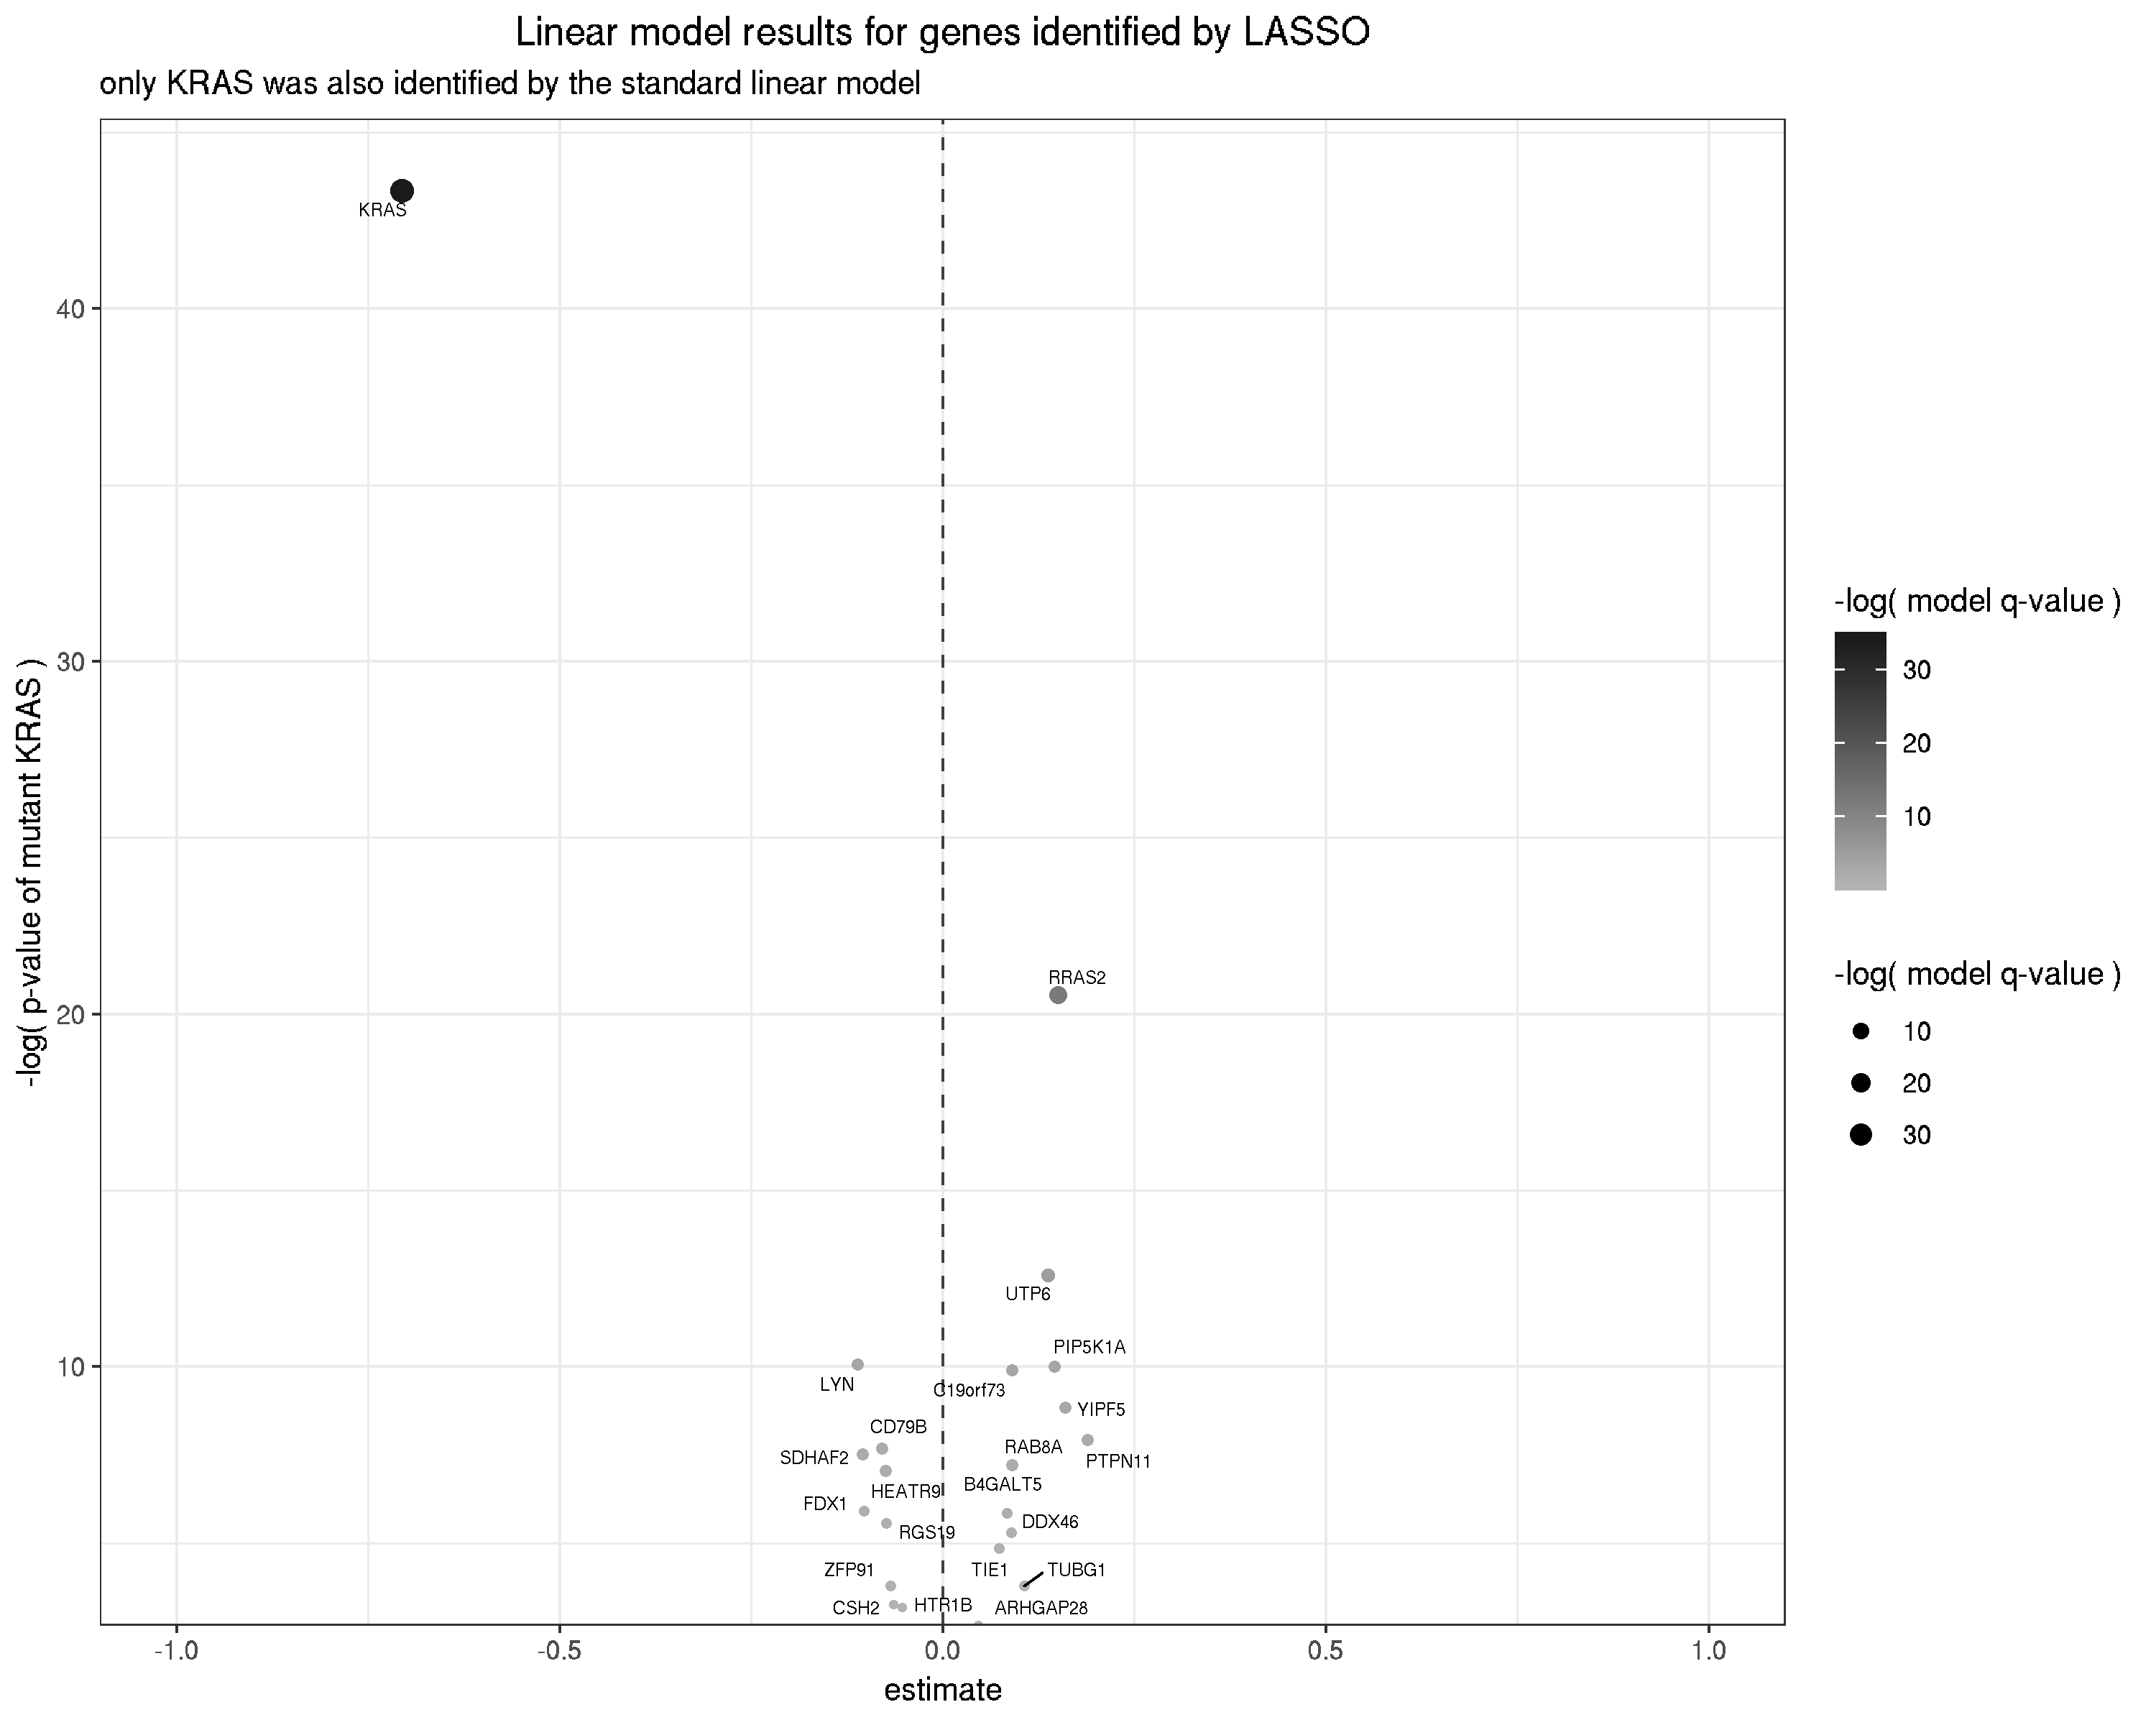 Linear model results for genes identified by LASSO
only KRAS was also identified by the standard linear model
-log( p-value of mutant KRAS )
40
30
20
10
KRAS
RRAS2
UTP6
PIP5K1A
LYN
C19orf73
YIPF5
CD79B
RAB8A
SDHAF2
PTPN11
B4GALT5
HEATR9
FDX1
DDX46
RGS19
ZFP91
TIE1
TUBG1
CSH2
HTR1B
ARHGAP28
-1.0
-0.5
0.0
0.5
1.0
estimate
-log( model q-value )
30
20
10
-log( model q-value )
10
20
30